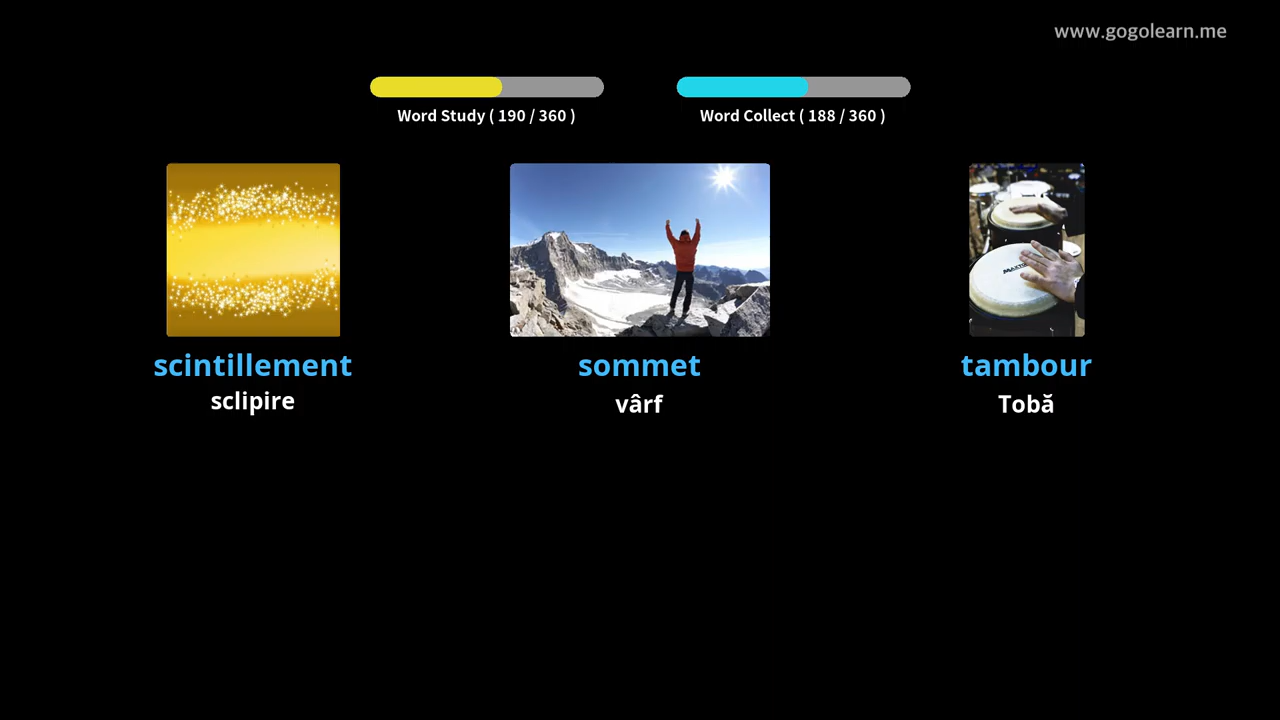 www.gogolearn.me
Word Study ( 190 / 360 )
Word Collect ( 188 / 360 )
scintillement
sommet
tambour
sclipire
vârf
Tobă